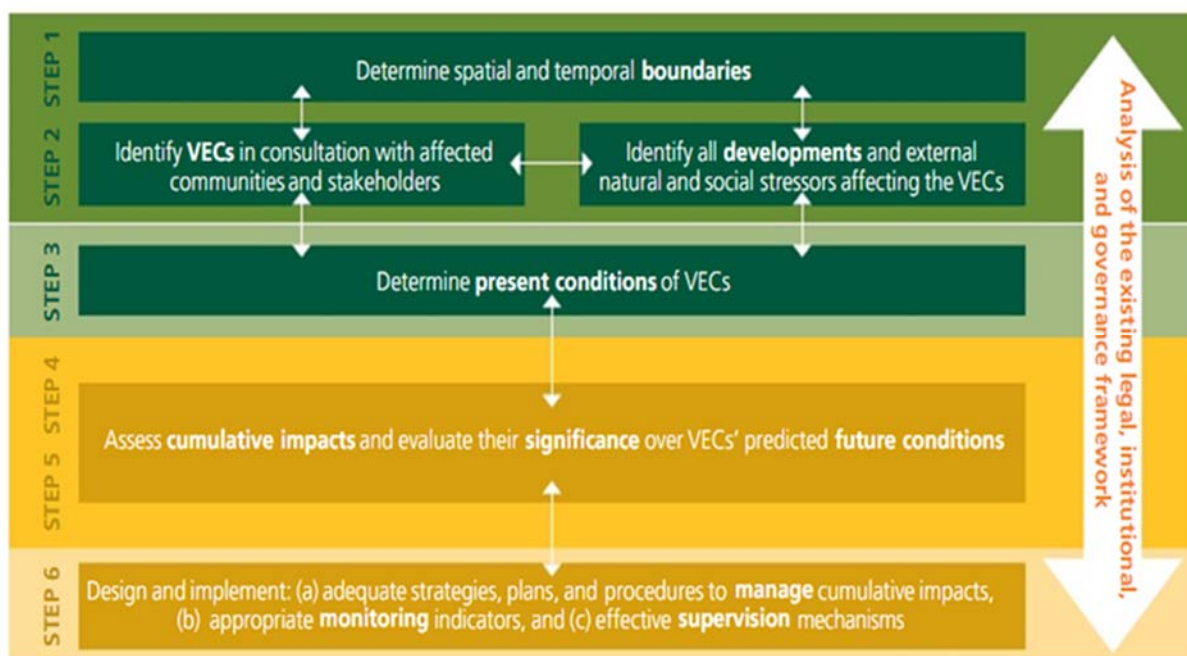 STEP 1
Determine spatial and temporal boundaries
STEP 2
Identify VECs in consultation with affected
communities and stakeholders
Identify all developments and external
natural and social stressors affecting the VECs
STEP 3
Determine present conditions of VECs
STEP 4
STEP 5
Assess cumulative impacts and evaluate their significance over VECs' predicted future conditions
STEP 6
Design and implement: (a) adequate strategies, plans, and procedures to manage cumulative impacts,
(b) appropriate monitoring indicators, and (c) effective supervision mechanisms
Analysis of the existing legal, institutional,
and governance framework